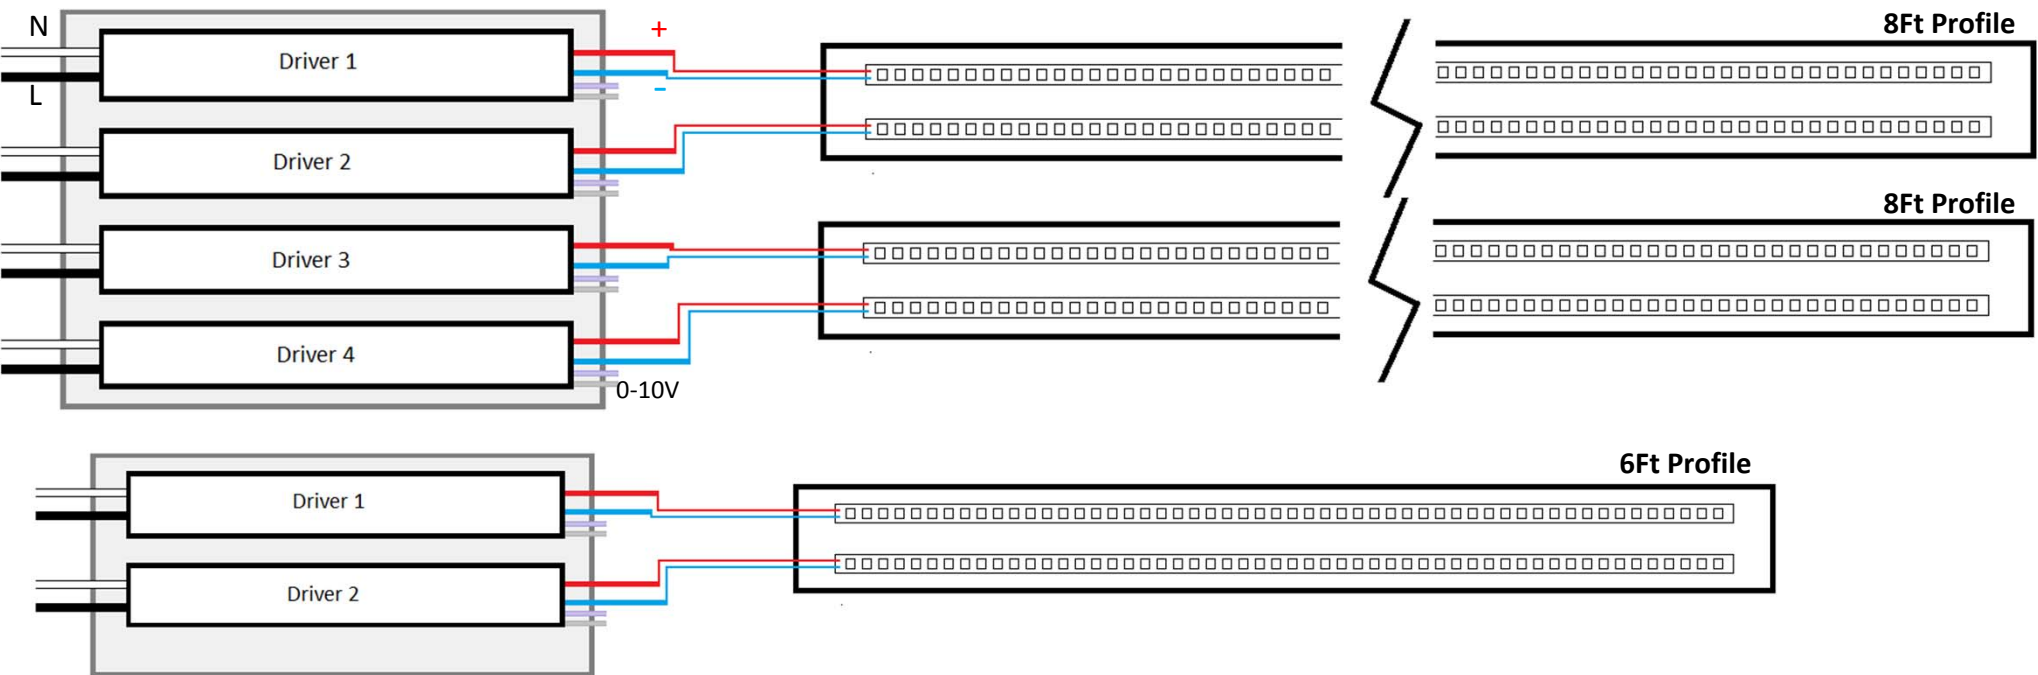 N
+
8Ft Profile
Driver 1
-
L
Driver 2
8Ft Profile
Driver 3
Driver 4
0-10V
6Ft Profile
Driver 1
Driver 2